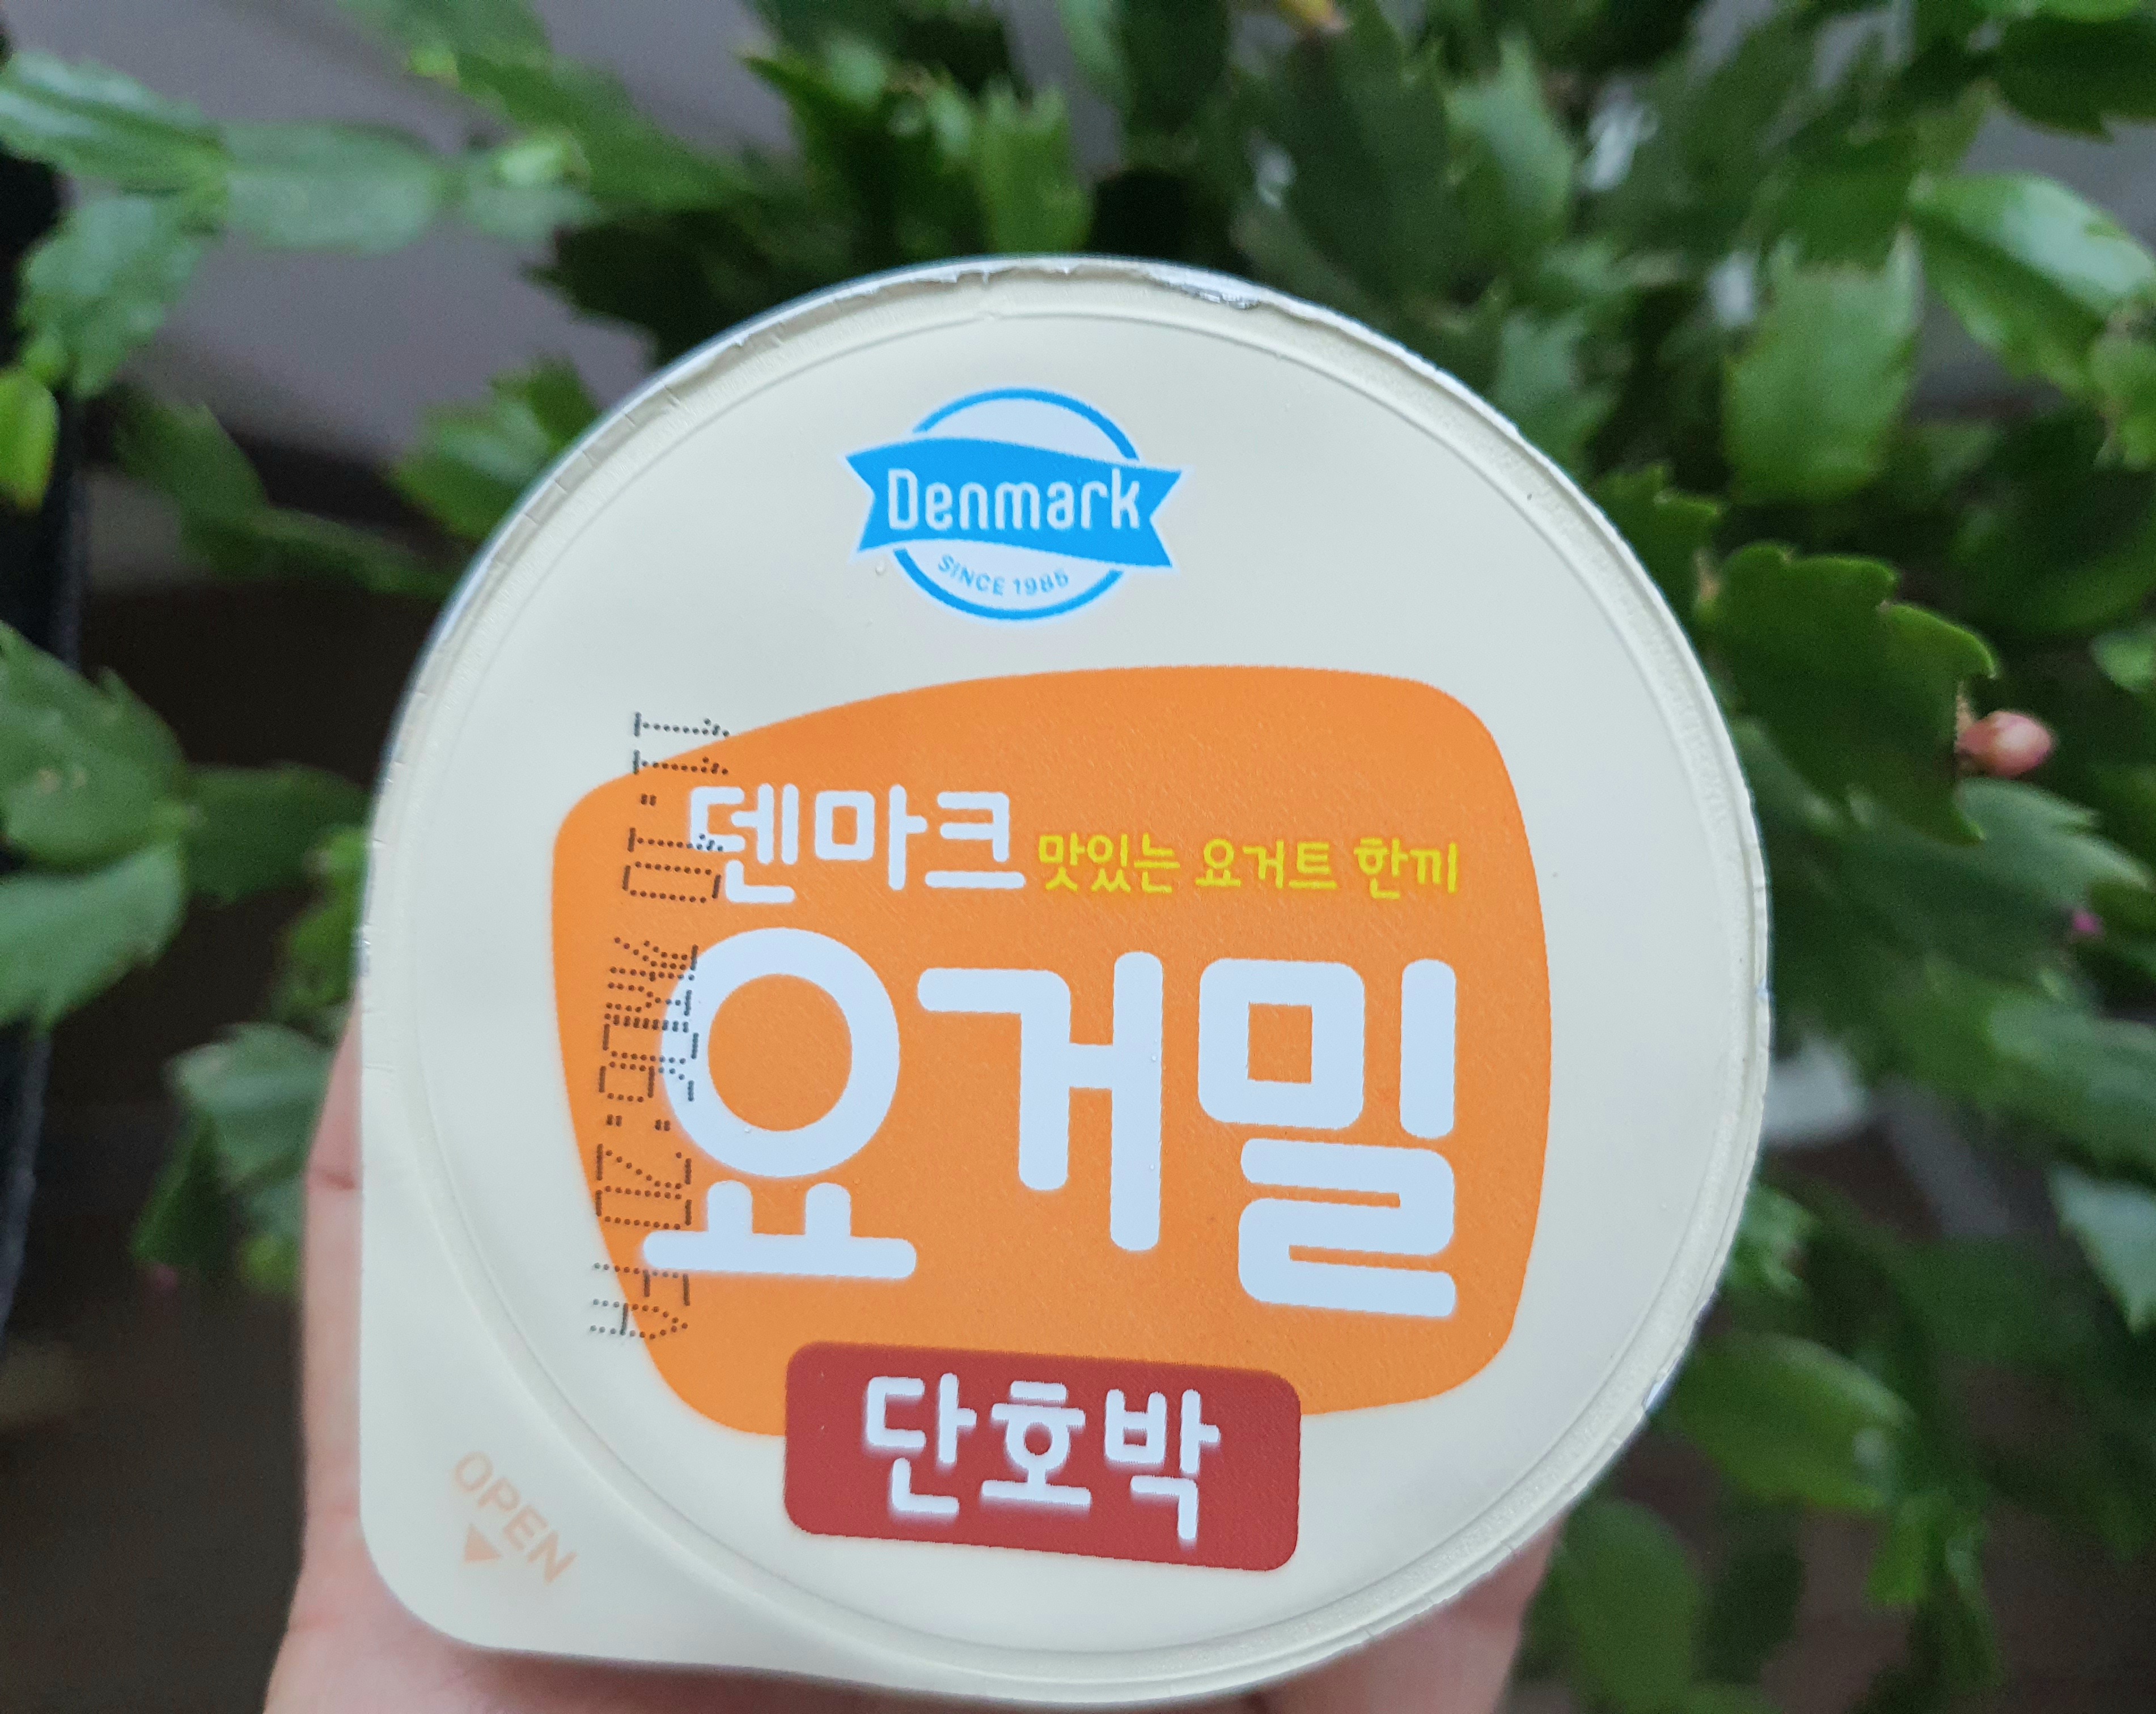 Denmark
SINCE 1985
덴마크 맛있는 요거트 한끼
요거밀
단호박
OPEN